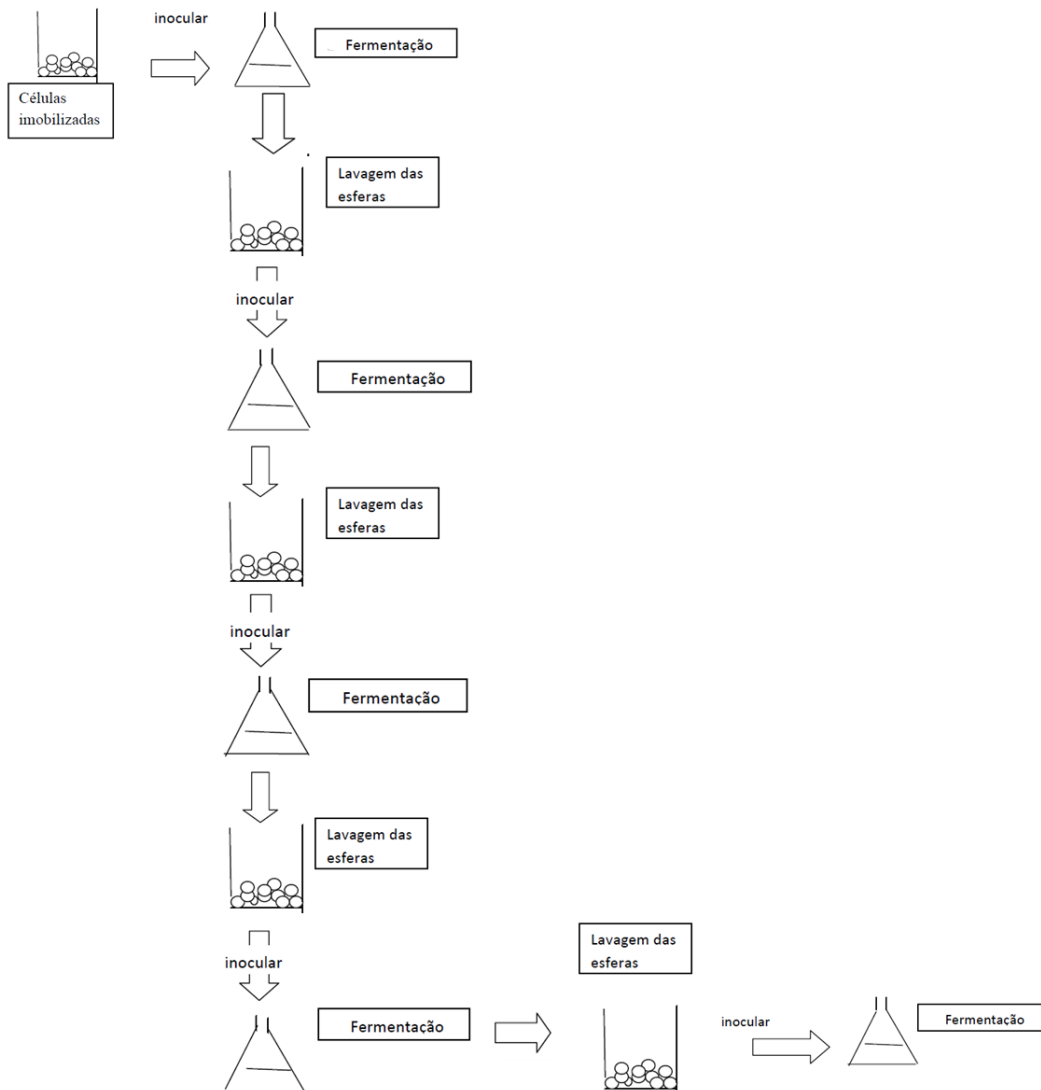 inocular
Fermentação
Células
imobilizadas
Lavagem das
esferas
inocular
Fermentação
Lavagem das
esferas
inocular
Fermentação
Lavagem das
esferas
inocular
Fermentação
Lavagem das
esferas
inocular
Fermentação